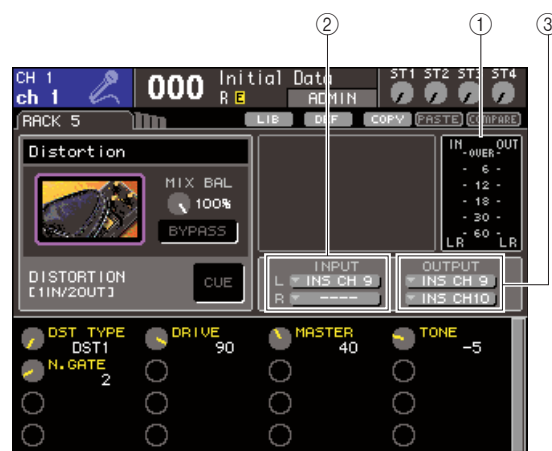 ② ① ③
CH 1
ch 1
000
Initial Data
R E ADMIN
ST1 ST2 ST3 ST4
RACK 5
LIB DEF COPY PASTE COMPARE
Distortion
MIX BAL
100%
BYPASS
DISTORTION
[1IN/2OUT]
CUE
IN OUT
-OVER-
- 6 -
- 12 -
- 18 -
- 30 -
- 60 -
LR LR
INPUT
L INS CH 9
R ----
OUTPUT
INS CH 9
INS CH10
DST TYPE
DST1
DRIVE
90
MASTER
40
TONE
-5
N.GATE
2